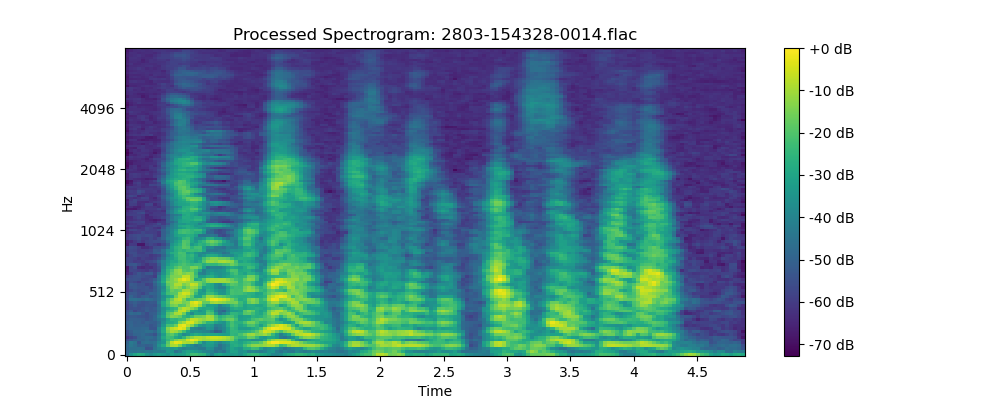 Processed Spectrogram: 2803-154328-0014.flac
Hz
4096
2048
1024
512
0
0 0.5 1 1.5 2 2.5 3 3.5 4 4.5
Time
+0 dB
-10 dB
-20 dB
-30 dB
-40 dB
-50 dB
-60 dB
-70 dB